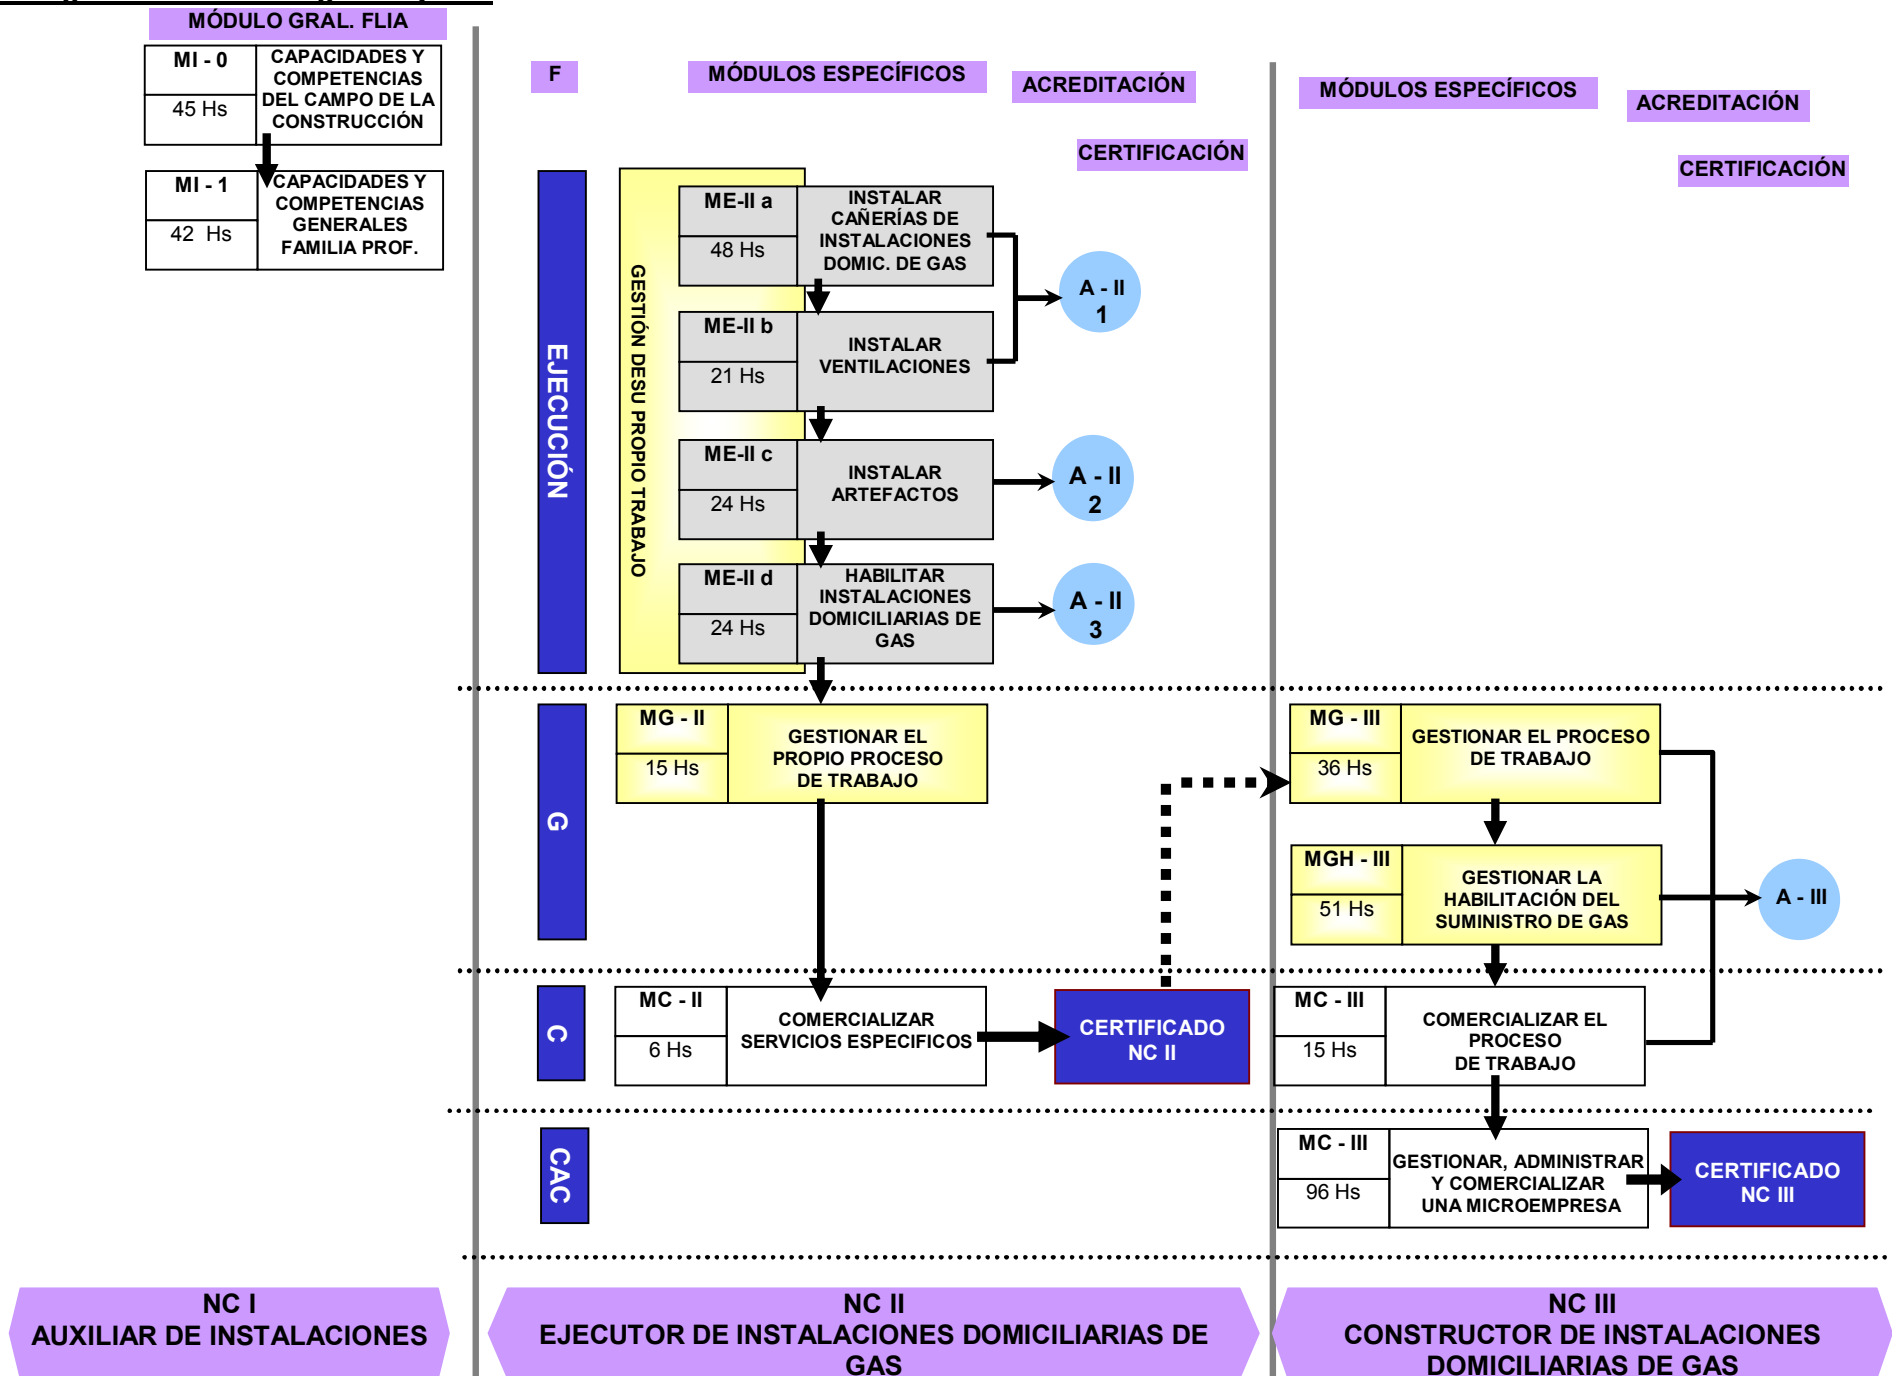 MÓDULO GRAL. FLIA
MI - 0
45 Hs
CAPACIDADES Y
COMPETENCIAS
DEL CAMPO DE LA
CONSTRUCCIÓN
MI - 1
42 Hs
CAPACIDADES Y
COMPETENCIAS
GENERALES
FAMILIA PROF.
F
MÓDULOS ESPECÍFICOS
ACREDITACIÓN
CERTIFICACIÓN
EJECUCIÓN
GESTIÓN DESU PROPIO TRABAJO
ME-II a
48 Hs
INSTALAR
CAÑERÍAS DE
INSTALACIONES
DOMIC. DE GAS
ME-II b
21 Hs
INSTALAR
VENTILACIONES
A - II
1
ME-II c
24 Hs
INSTALAR
ARTEFACTOS
A - II
2
ME-II d
24 Hs
HABILITAR
INSTALACIONES
DOMICILIARIAS DE
GAS
A - II
3
G
MG - II
15 Hs
GESTIONAR EL
PROPIO PROCESO
DE TRABAJO
C
MC - II
6 Hs
COMERCIALIZAR
SERVICIOS ESPECIFICOS
CERTIFICADO
NC II
CAC
MÓDULOS ESPECÍFICOS
ACREDITACIÓN
CERTIFICACIÓN
MG - III
36 Hs
GESTIONAR EL PROCESO
DE TRABAJO
MGH - III
51 Hs
GESTIONAR LA
HABILITACIÓN DEL
SUMINISTRO DE GAS
A - III
MC - III
15 Hs
COMERCIALIZAR EL
PROCESO
DE TRABAJO
MC - III
96 Hs
GESTIONAR, ADMINISTRAR
Y COMERCIALIZAR
UNA MICROEMPRESA
CERTIFICADO
NC III
NC I
AUXILIAR DE INSTALACIONES
NC II
EJECUTOR DE INSTALACIONES DOMICILIARIAS DE
GAS
NC III
CONSTRUCTOR DE INSTALACIONES
DOMICILIARIAS DE GAS